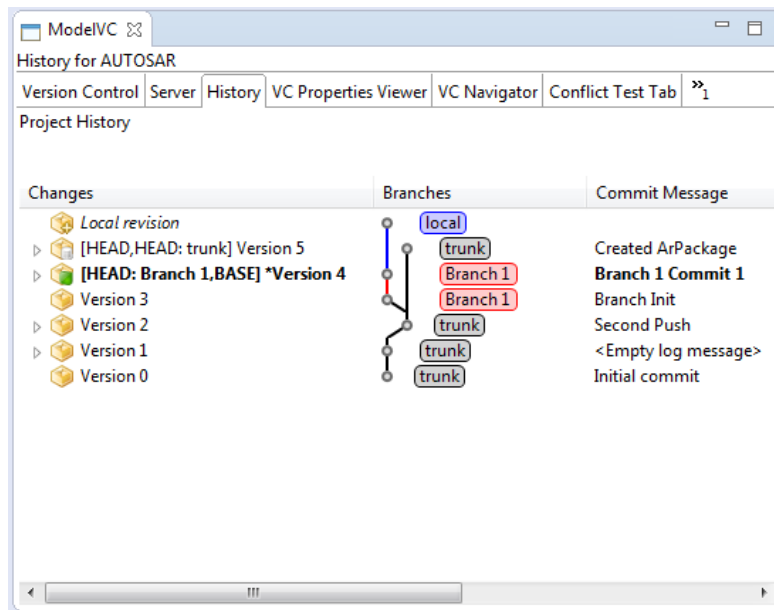 ModelVC
History for AUTOSAR
Version Control Server History VC Properties Viewer VC Navigator Conflict Test Tab »1
Project History
Changes Branches Commit Message
Local revision local
[HEAD,HEAD: trunk] Version 5 trunk Created ArPackage
[HEAD: Branch 1,BASE] *Version 4 Branch 1 Branch 1 Commit 1
Version 3 Branch 1 Branch Init
Version 2 trunk Second Push
Version 1 trunk <Empty log message>
Version 0 trunk Initial commit